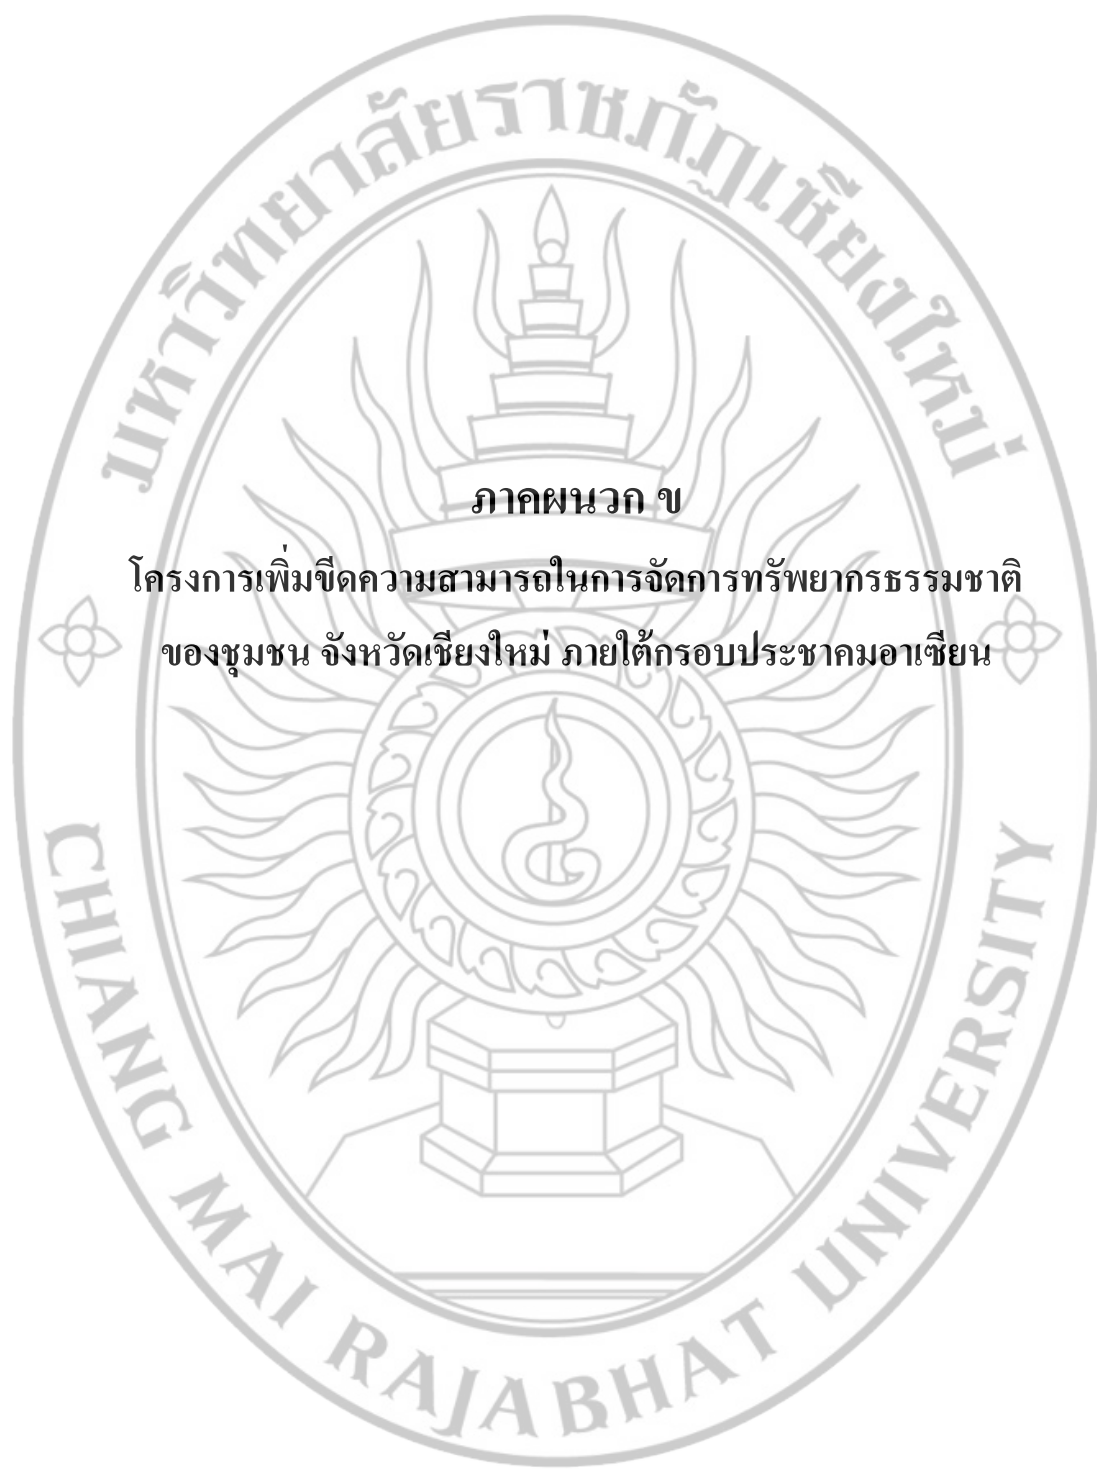 มหาวิทยาลัยราชภัฏเชียงใหม่
ภาคผนวก ข
โครงการเพิ่มขีดความสามารถในการจัดการทรัพยากรธรรมชาติ
ของชุมชน จังหวัดเชียงใหม่ ภายใต้กรอบประชาคมอาเซียน
CHIANG MAI RAJABHAT UNIVERSITY